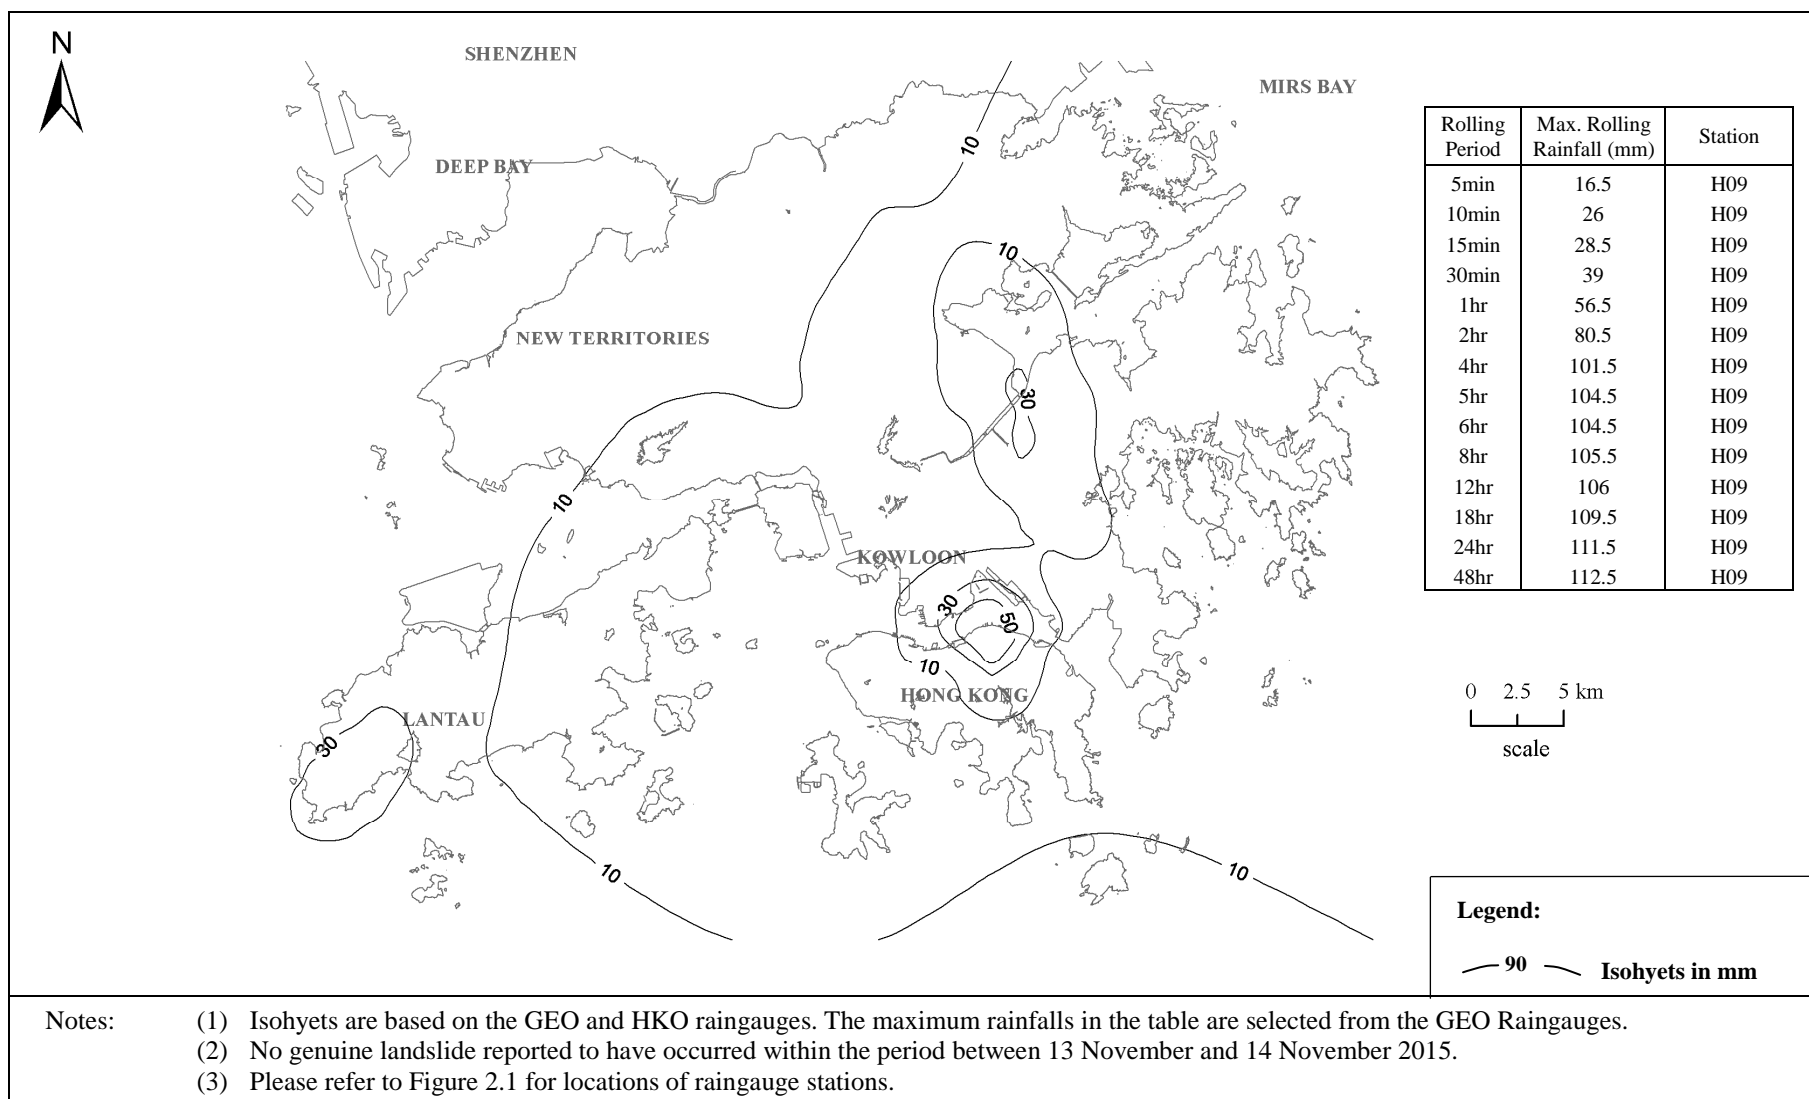 N
SHENZHEN
MIRS BAY
10
DEEP BAY
10
NEW TERRITORIES
30
10
KOWLOON
30
50
10
HONG KONG
LANTAU
30
10
10
Rolling Period Max. Rolling Rainfall (mm) Station
5min 16.5 H09
10min 26 H09
15min 28.5 H09
30min 39 H09
1hr 56.5 H09
2hr 80.5 H09
4hr 101.5 H09
5hr 104.5 H09
6hr 104.5 H09
8hr 105.5 H09
12hr 106 H09
18hr 109.5 H09
24hr 111.5 H09
48hr 112.5 H09
0 2.5 5 km
scale
Legend:
90 Isohyets in mm
Notes: (1) Isohyets are based on the GEO and HKO raingauges. The maximum rainfalls in the table are selected from the GEO Raingauges.
(2) No genuine landslide reported to have occurred within the period between 13 November and 14 November 2015.
(3) Please refer to Figure 2.1 for locations of raingauge stations.